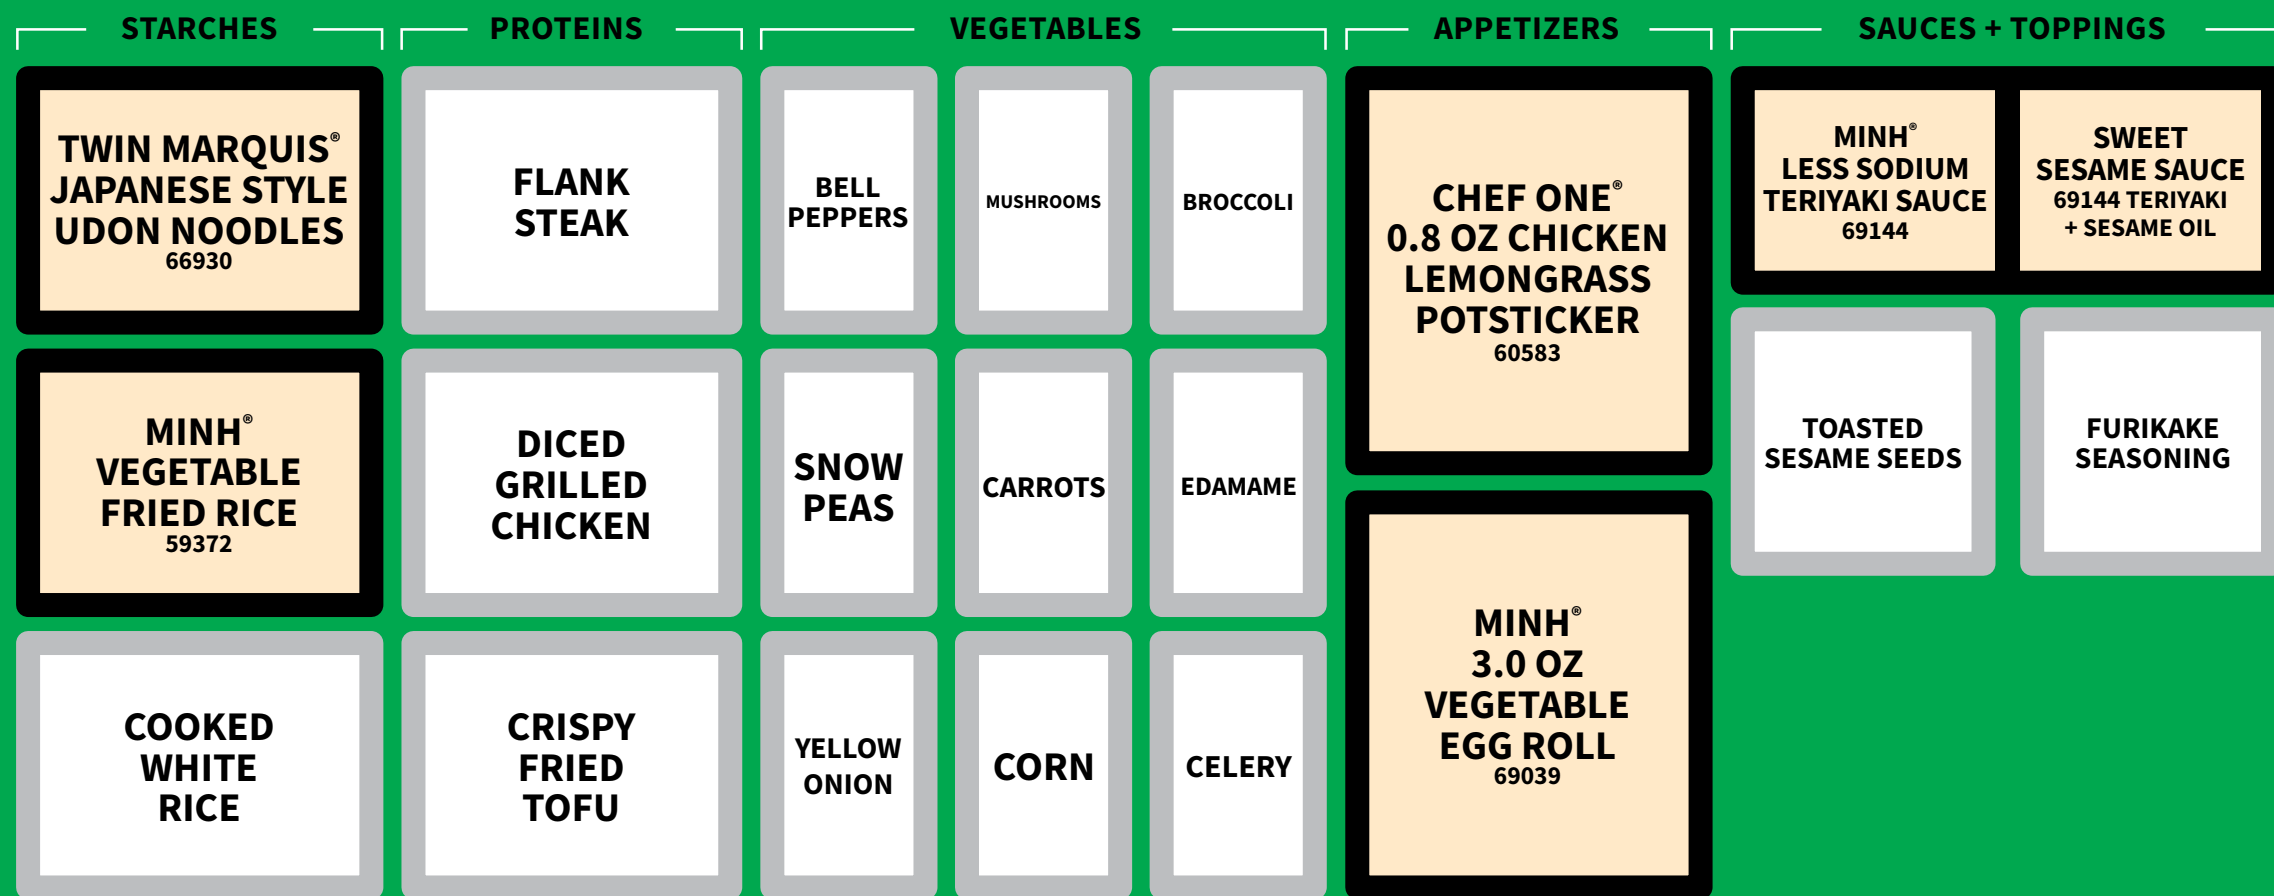 STARCHES
TWIN MARQUIS®
JAPANESE STYLE
UDON NOODLES
66930
MINH®
VEGETABLE
FRIED RICE
59372
COOKED
WHITE
RICE
PROTEINS
FLANK
STEAK
DICED
GRILLED
CHICKEN
CRISPY
FRIED
TOFU
VEGETABLES
BELL
PEPPERS
MUSHROOMS
BROCCOLI
SNOW
PEAS
CARROTS
EDAMAME
YELLOW
ONION
CORN
CELERY
APPETIZERS
CHEF ONE®
0.8 OZ CHICKEN
LEMONGRASS
POTSTICKER
60583
MINH®
3.0 OZ
VEGETABLE
EGG ROLL
69039
SAUCES + TOPPINGS
MINH®
LESS SODIUM
TERIYAKI SAUCE
69144
SWEET
SESAME SAUCE
69144 TERIYAKI
+ SESAME OIL
TOASTED
SESAME SEEDS
FURIKAKE
SEASONING